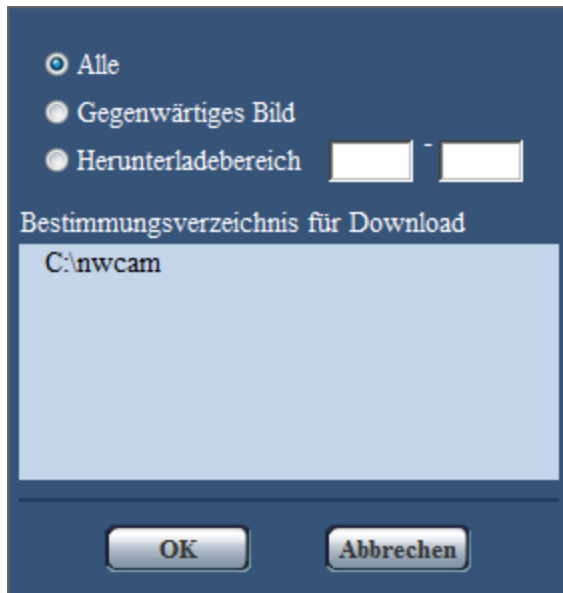 Alle
Gegenwärtiges Bild
Herunterladebereich -
Bestimmungsverzeichnis für Download
C:\nwcam
OK Abbrechen